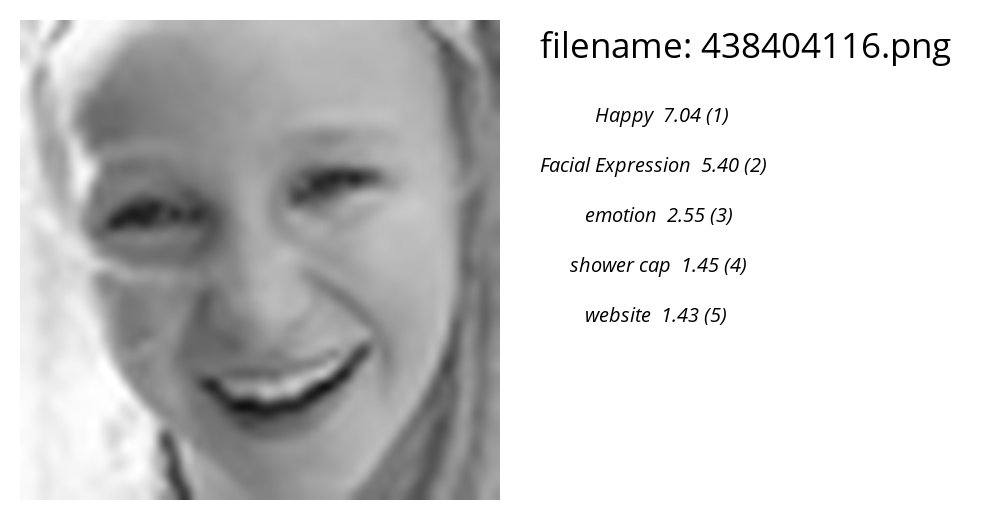 filename: 438404116.png
Happy 7.04 (1)
Facial Expression 5.40 (2)
emotion 2.55 (3)
shower cap 1.45 (4)
website 1.43 (5)